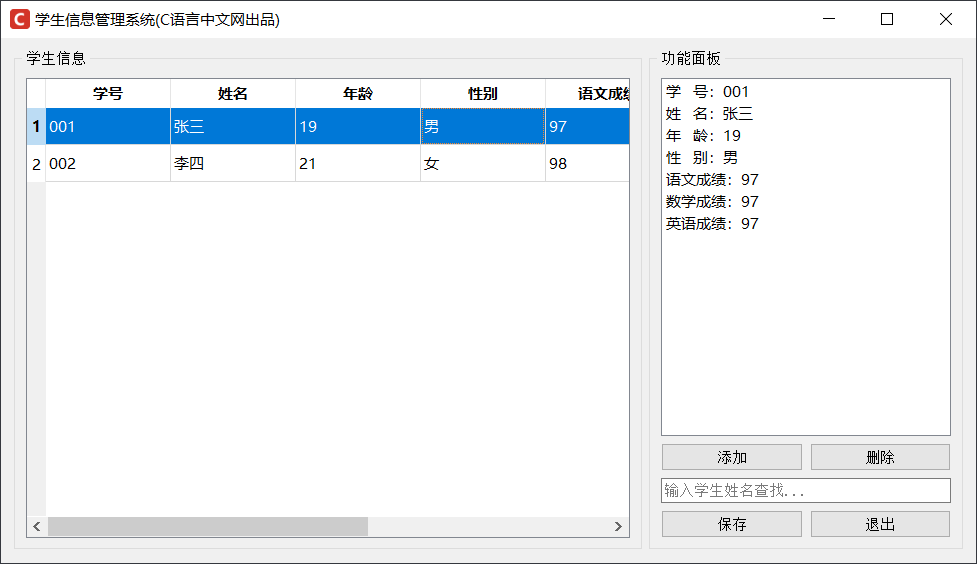 C 学生信息管理系统(C语言中文网出品)
学生信息
学号 姓名 年龄 性别 语文成绩
1 001 张三 19 男 97
2 002 李四 21 女 98
功能面板
学 号：001
姓 名：张三
年 龄：19
性 别：男
语文成绩：97
数学成绩：97
英语成绩：97
添加 删除
输入学生姓名查找...
保存 退出